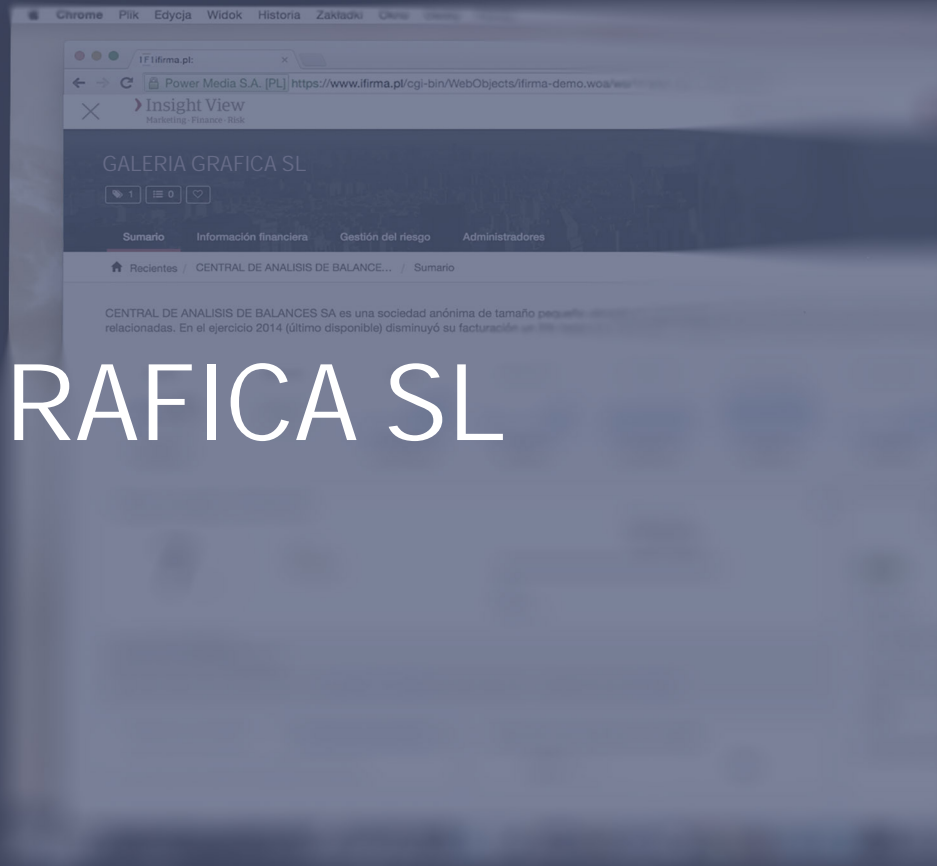 Chrome Plik Edycja Widok Historia Zakładki Okno
ifirma.pl:
Power Media S.A. [PL] https://www.ifirma.pl/cgi-bin/WebObjects/ifirma-demo.woa/
Insight View
Marketing · Finance · Risk
GALERIA GRAFICA SL
1 0
Sumario Información financiera Gestión del riesgo Administradores
Recientes / CENTRAL DE ANALISIS DE BALANCE... / Sumario
CENTRAL DE ANALISIS DE BALANCES SA es una sociedad anónima de tamaño pequeño
relacionadas. En el ejercicio 2014 (último disponible) disminuyó su facturación
RAFICA SL